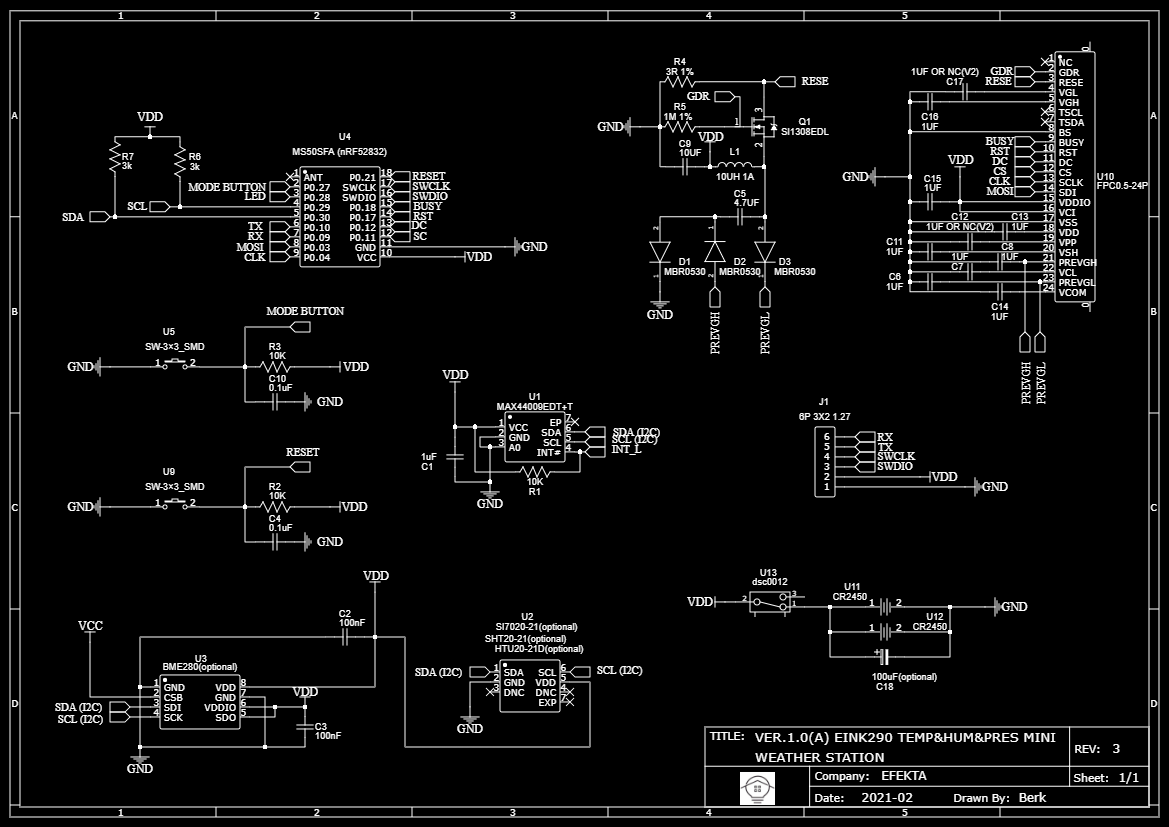 1 2 3 4 5
A
B
C
D
VDD
R7
3k
R6
3k
SDA
SCL
U4
MS50SFA (nRF52832)
MODE BUTTON
LED
TX
RX
MOSI
CLK
1 ANT P0.21 18 RESET
2 P0.27 SWCLK 17 SWCLK
3 P0.28 SWDIO 16 SWDIO
4 P0.29 P0.18 15 BUSY
5 P0.30 P0.17 14 RST
6 P0.10 P0.12 13 DC
7 P0.09 P0.11 12 SC
8 P0.03 GND 11 GND
9 P0.04 VCC 10 VDD
R4
3R 1%
RESE
GDR
R5
1M 1%
GND
VDD
C9
10UF
L1
10UH 1A
1
2
3
Q1
SI1308EDL
C5
4.7UF
D1
MBR0530
D2
MBR0530
D3
MBR0530
GND
PREVGH
PREVGL
1UF OR NC(V2)
C17
C16
1UF
GND
VDD
C15
1UF
C12
1UF OR NC(V2)
C13
1UF
C11
1UF
C8
1UF
1UF
C7
C6
1UF
C14
1UF
GDR
RESE
BUSY
RST
DC
CS
CLK
MOSI
0
1 NC
2 GDR
3 RESE
4 VGL
5 VGH
6 TSCL
7 TSDA
8 BS
9 BUSY
10 RST
11 DC
12 CS
13 SCLK
14 SDI
15 VDDIO
16 VCI
17 VSS
18 VDD
19 VPP
20 VSH
21 PREVGH
22 VCL
23 PREVGL
24 VCOM
0
U10
FPC0.5-24P
PREVGH
PREVGL
MODE BUTTON
U5
SW-3×3_SMD
GND
1 2
R3
10K
VDD
C10
0.1uF
GND
RESET
U9
SW-3×3_SMD
GND
1 2
R2
10K
VDD
C4
0.1uF
GND
VDD
U1
MAX44009EDT+T
1 VCC
2 GND
3 A0
EP 7
SDA 6 SDA (I2C)
SCL 5 SCL (I2C)
INT# 4 INT_L
1uF
C1
10K
R1
GND
J1
6P 3X2 1.27
6 RX
5 TX
4 SWCLK
3 SWDIO
2 VDD
1 GND
VDD
VCC
C2
100nF
U3
BME280(optional)
SDA (I2C)
SCL (I2C)
1 GND VDD 8
2 CSB GND 7
3 SDI VDDIO 6
4 SCK SDO 5
VDD
C3
100nF
GND
U2
SI7020-21(optional)
SHT20-21(optional)
HTU20-21D(optional)
SDA (I2C)
1 SDA SCL 6
2 GND VDD 5
3 DNC DNC 4
EXP 7
SCL (I2C)
GND
U13
dsc0012
VDD
2
3
1
U11
CR2450
1 2
U12
CR2450
1 2
GND
+
100uF(optional)
C18
TITLE: VER.1.0(A) EINK290 TEMP&HUM&PRES MINI
WEATHER STATION
REV: 3
Company: EFEKTA
Sheet: 1/1
Date: 2021-02
Drawn By: Berk
A
B
C
D
1 2 3 4 5